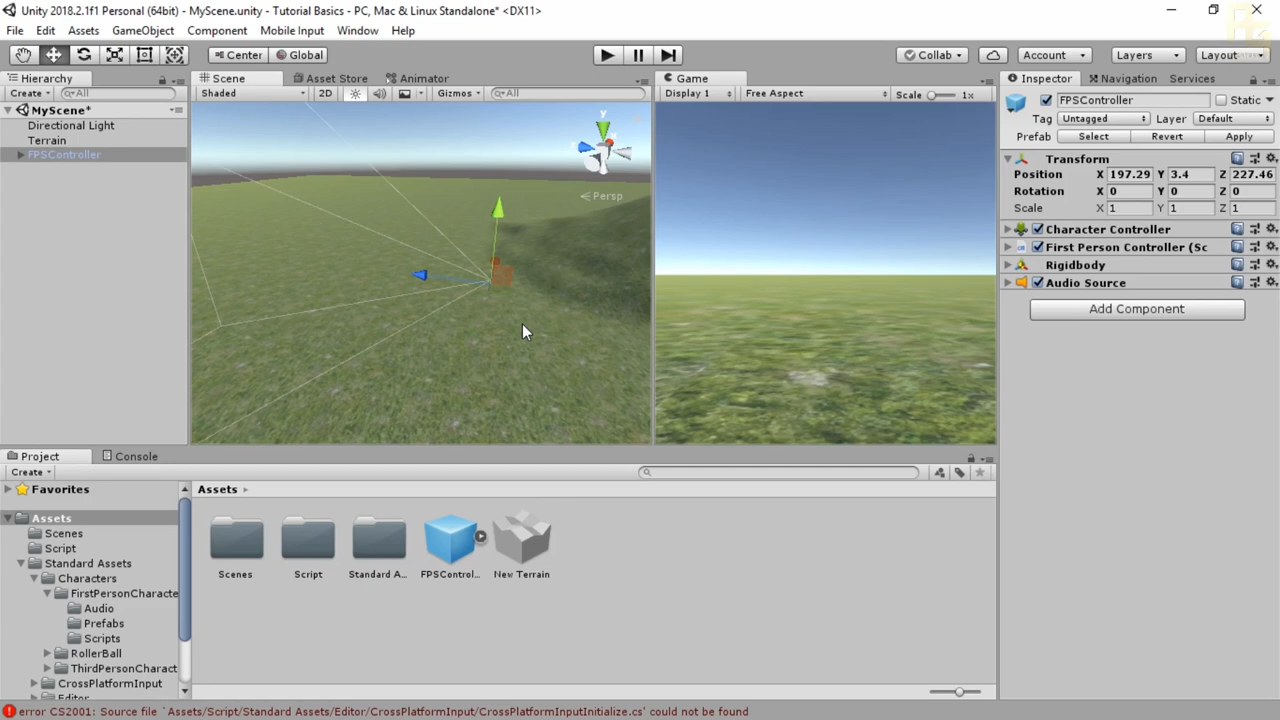 Unity 2018.2.1f1 Personal (64bit) - MyScene.unity - Tutorial Basics - PC, Mac & Linux Standalone* <DX11>
File Edit Assets GameObject Component Mobile Input Window Help
Center Global Collab Account Layers Layout
Hierarchy Scene Asset Store Animator Game Inspector Navigation Services
Create All Shaded 2D Gizmos All Display 1 Free Aspect Scale 1x
MyScene*
Directional Light
Terrain
FPSController
y
Persp
FPSController Static
Tag Untagged Layer Default
Prefab Select Revert Apply
Transform
Position X 197.29 Y 3.4 Z 227.46
Rotation X 0 Y 0 Z 0
Scale X 1 Y 1 Z 1
Character Controller
First Person Controller (Sc
Rigidbody
Audio Source
Add Component
Project Console
Create
Favorites
Assets
Scenes
Script
Standard Assets
Characters
FirstPersonCharacte
Audio
Prefabs
Scripts
RollerBall
ThirdPersonCharact
CrossPlatformInput
Editor
Assets
Scenes Script Standard A... FPSControl... New Terrain
error CS2001: Source file `Assets/Script/Standard Assets/Editor/CrossPlatformInput/CrossPlatformInputInitialize.cs' could not be found